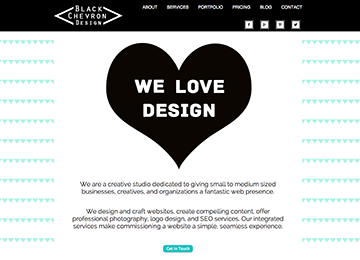 BLACK
CHEVRON
DESIGN
ABOUT SERVICES PORTFOLIO PRICING BLOG CONTACT
WE LOVE
DESIGN
We are a creative studio dedicated to giving small to medium sized
businesses, creatives, and organizations a fantastic web presence.
We design and craft websites, create compelling content, offer
professional photography, logo design, and SEO services. Our integrated
services make commissioning a website a simple, seamless experience.
Get in Touch